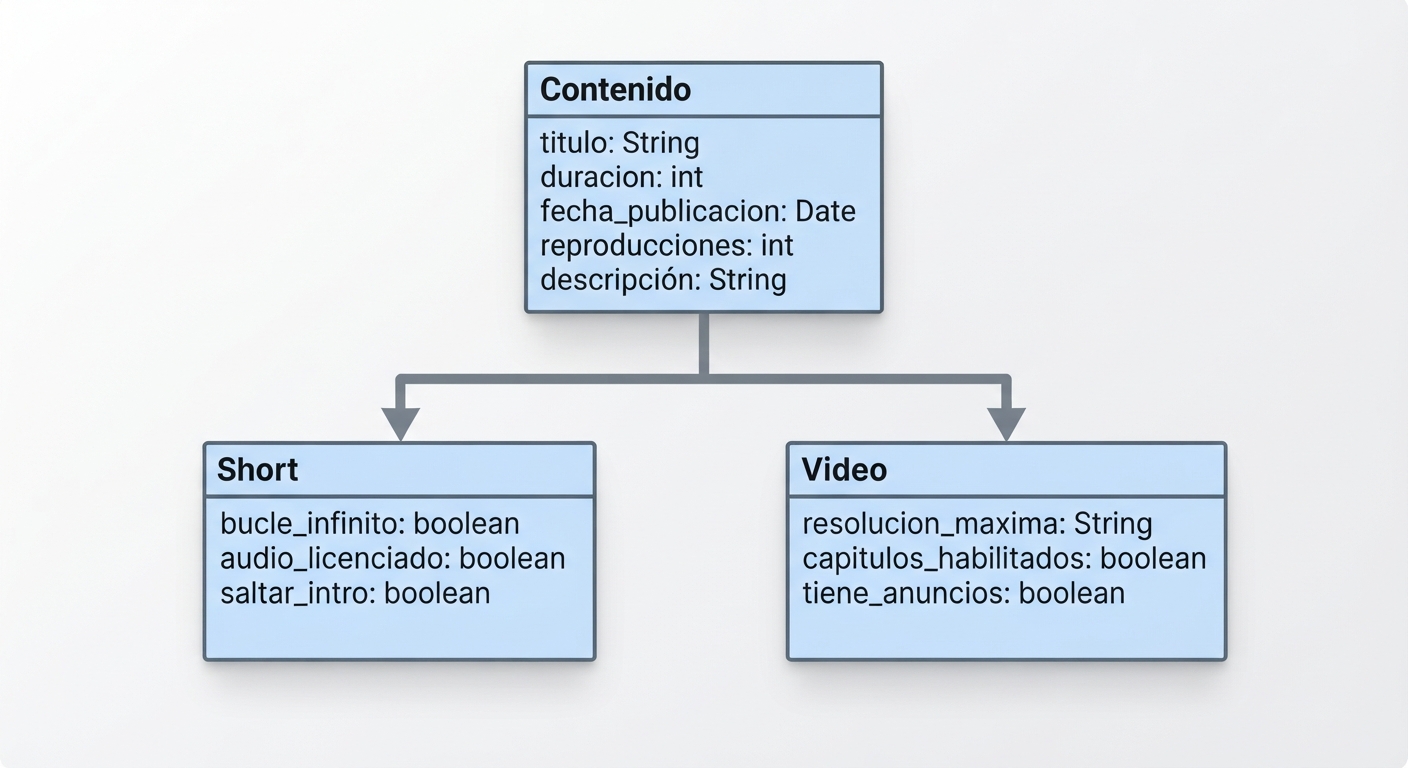 Contenido
titulo: String
duracion: int
fecha_publicacion: Date
reproducciones: int
descripción: String
Short
bucle_infinito: boolean
audio_licenciado: boolean
saltar_intro: boolean
Video
resolucion_maxima: String
capitulos_habilitados: boolean
tiene_anuncios: boolean